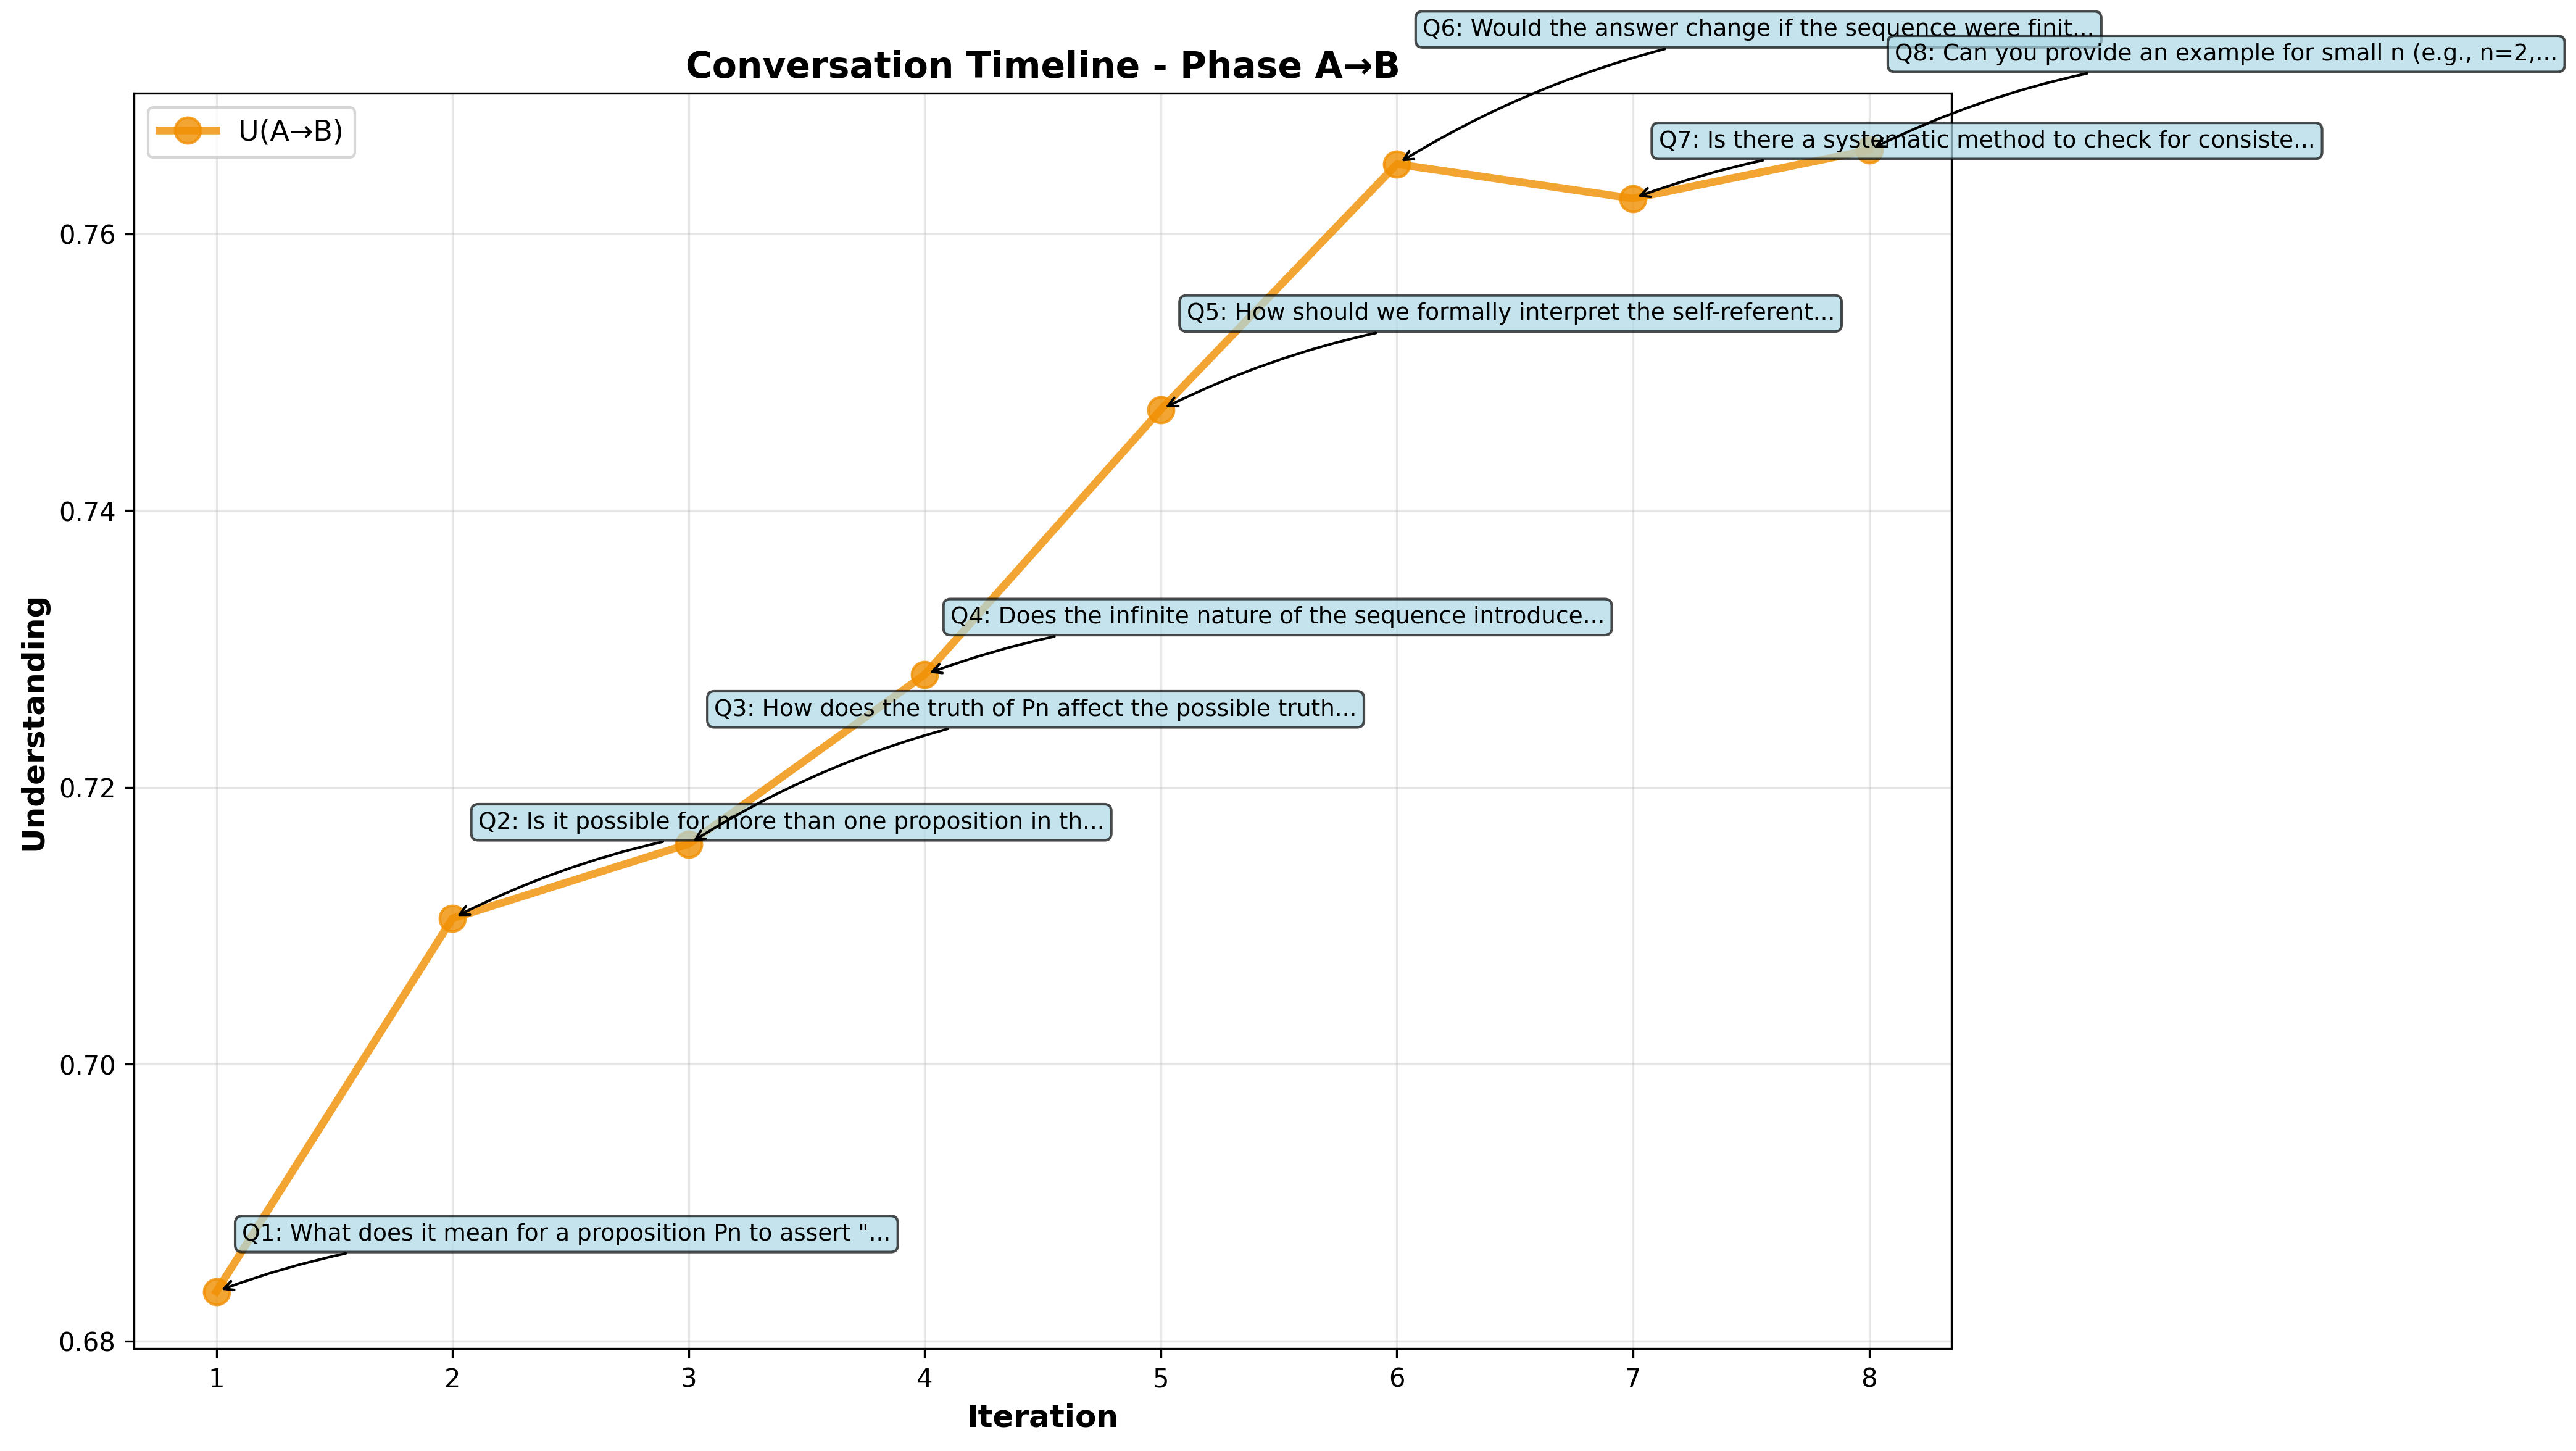 Q6: Would the answer change if the sequence were finit...
Conversation Timeline - Phase A→B
Q8: Can you provide an example for small n (e.g., n=2,...
U(A→B)
Q7: Is there a systematic method to check for consiste...
0.76
Q5: How should we formally interpret the self-referent...
0.74
Q4: Does the infinite nature of the sequence introduce...
Q3: How does the truth of Pn affect the possible truth...
0.72
Q2: Is it possible for more than one proposition in th...
Understanding
0.70
Q1: What does it mean for a proposition Pn to assert "...
0.68
1 2 3 4 5 6 7 8
Iteration